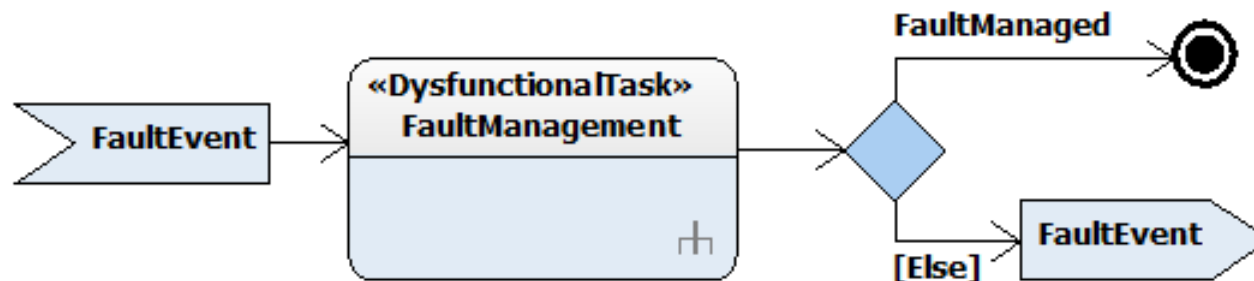 FaultManaged
«DysfunctionalTask»
FaultEvent
FaultManagement
FaultEvent
[Else]